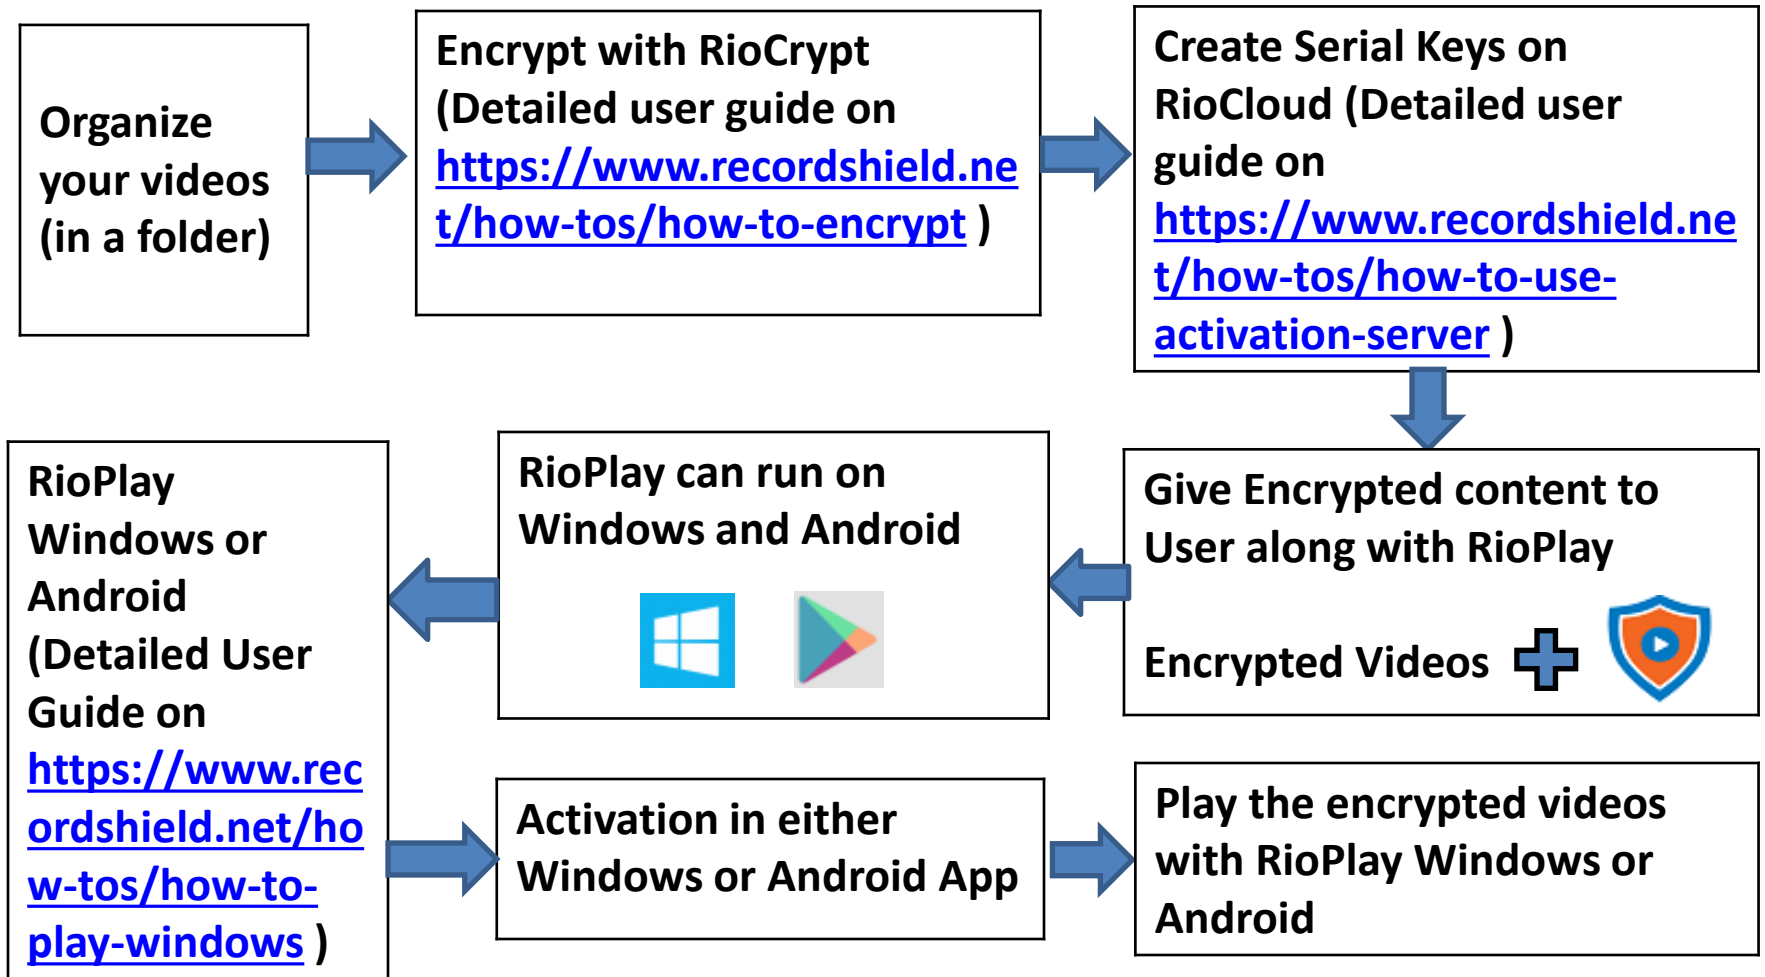 Organize
your videos
(in a folder)
Encrypt with RioCrypt
(Detailed user guide on
https://www.recordshield.ne
t/how-tos/how-to-encrypt )
Create Serial Keys on
RioCloud (Detailed user
guide on
https://www.recordshield.ne
t/how-tos/how-to-use-
activation-server )
Give Encrypted content to
User along with RioPlay
Encrypted Videos
RioPlay can run on
Windows and Android
RioPlay
Windows or
Android
(Detailed User
Guide on
https://www.rec
ordshield.net/ho
w-tos/how-to-
play-windows )
Activation in either
Windows or Android App
Play the encrypted videos
with RioPlay Windows or
Android